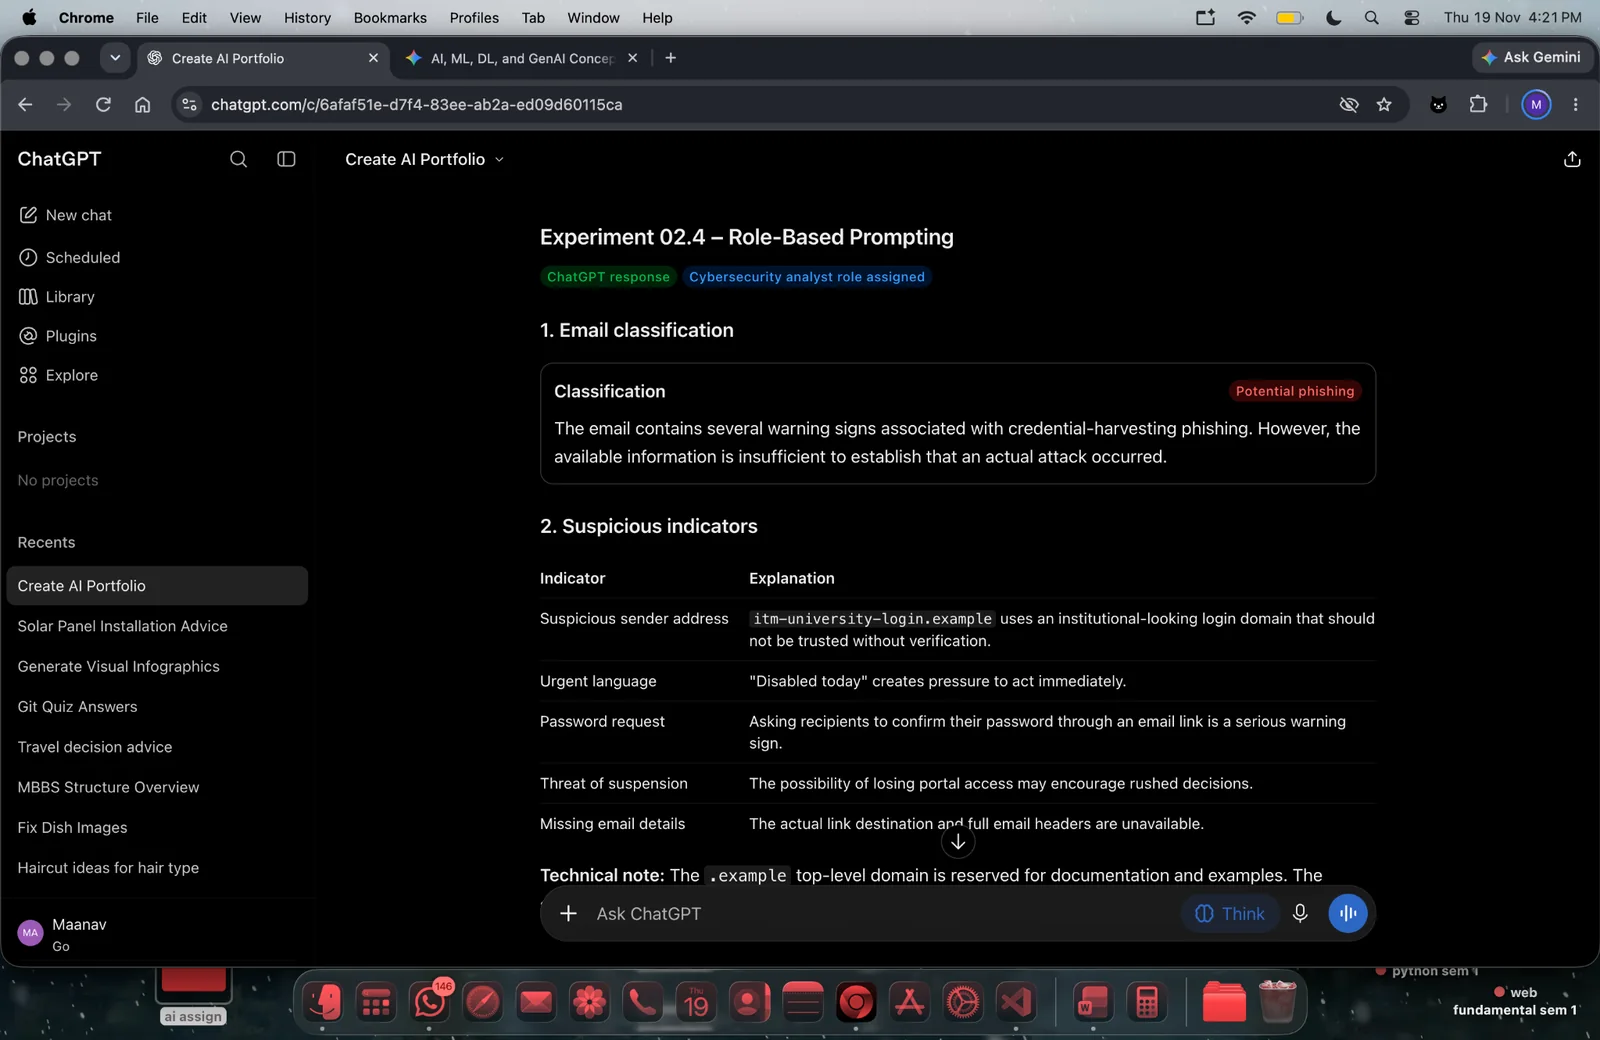 Chrome File Edit View History Bookmarks Profiles Tab Window Help Thu 19 Nov 4:21 PM
Create AI Portfolio AI, ML, DL, and GenAI Concep Ask Gemini
chatgpt.com/c/6afaf51e-d7f4-83ee-ab2a-ed09d60115ca M
ChatGPT
Create AI Portfolio
New chat
Scheduled
Library
Plugins
Explore
Projects
No projects
Recents
Create AI Portfolio
Solar Panel Installation Advice
Generate Visual Infographics
Git Quiz Answers
Travel decision advice
MBBS Structure Overview
Fix Dish Images
Haircut ideas for hair type
MA Maanav
Go
Experiment 02.4 – Role-Based Prompting
ChatGPT response Cybersecurity analyst role assigned
1. Email classification
Classification Potential phishing
The email contains several warning signs associated with credential-harvesting phishing. However, the
available information is insufficient to establish that an actual attack occurred.
2. Suspicious indicators
Indicator Explanation
Suspicious sender address itm-university-login.example uses an institutional-looking login domain that should
not be trusted without verification.
Urgent language "Disabled today" creates pressure to act immediately.
Password request Asking recipients to confirm their password through an email link is a serious warning
sign.
Threat of suspension The possibility of losing portal access may encourage rushed decisions.
Missing email details The actual link destination and full email headers are unavailable.
Technical note: The .example top-level domain is reserved for documentation and examples. The
Ask ChatGPT Think
python sem 1
web
fundamental sem 1
ai assign
146
Thu
19
W